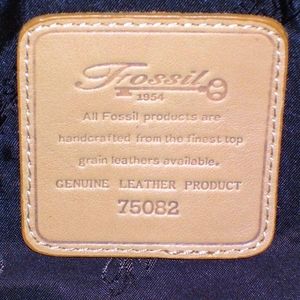 Fossil
1954
All Fossil products are
handcrafted from the finest top
grain leathers available.
GENUINE LEATHER PRODUCT
75082